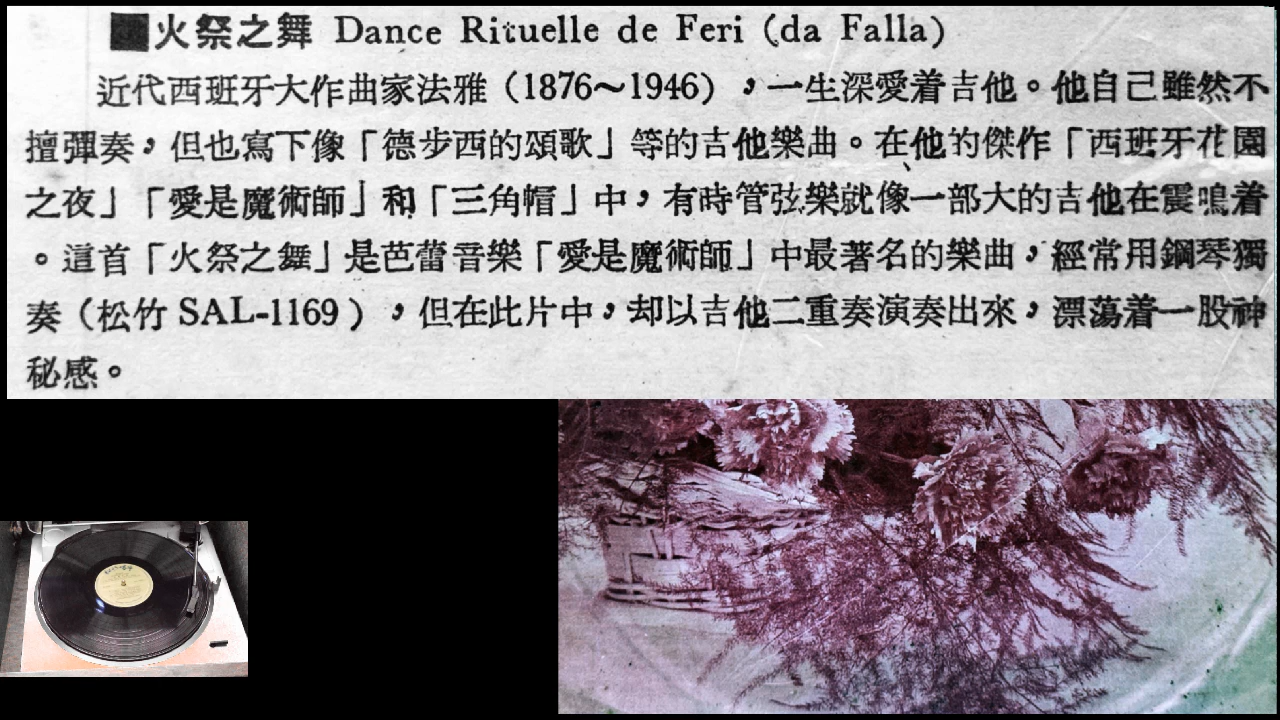 ■火祭之舞 Dance Rituelle de Feri (da Falla)
近代西班牙大作曲家法雅（1876～1946），一生深愛着吉他。他自己雖然不
擅彈奏，但也寫下像「德步西的頌歌」等的吉他樂曲。在他的傑作「西班牙花園
之夜」「愛是魔術師」和「三角帽」中，有時管弦樂就像一部大的吉他在震鳴着
。這首「火祭之舞」是芭蕾音樂「愛是魔術師」中最著名的樂曲，經常用鋼琴獨
奏（松竹 SAL-1169），但在此片中，却以吉他二重奏演奏出來，漂蕩着一股神
秘感。